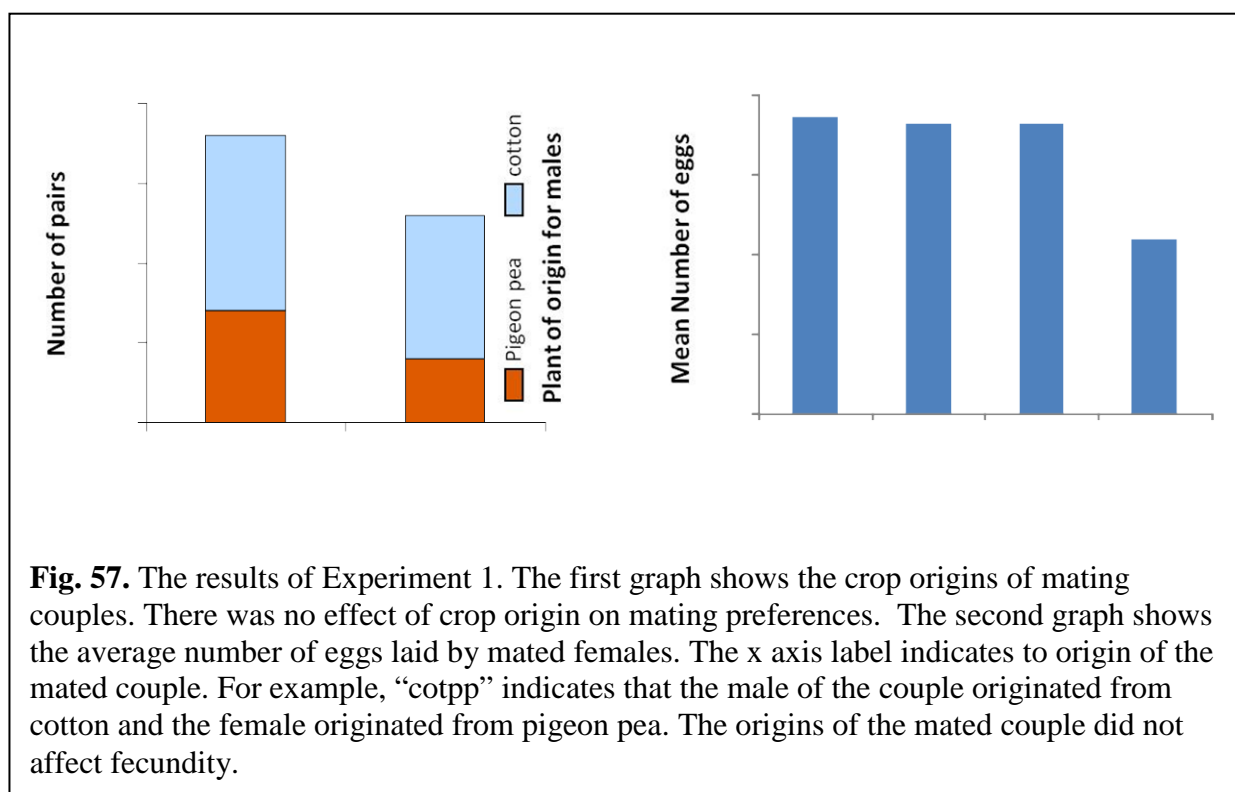 Number of pairs
Pigeon pea
cotton
Plant of origin for males
Mean Number of eggs
Fig. 57. The results of Experiment 1. The first graph shows the crop origins of mating
couples. There was no effect of crop origin on mating preferences. The second graph shows
the average number of eggs laid by mated females. The x axis label indicates to origin of the
mated couple. For example, “cotpp” indicates that the male of the couple originated from
cotton and the female originated from pigeon pea. The origins of the mated couple did not
affect fecundity.